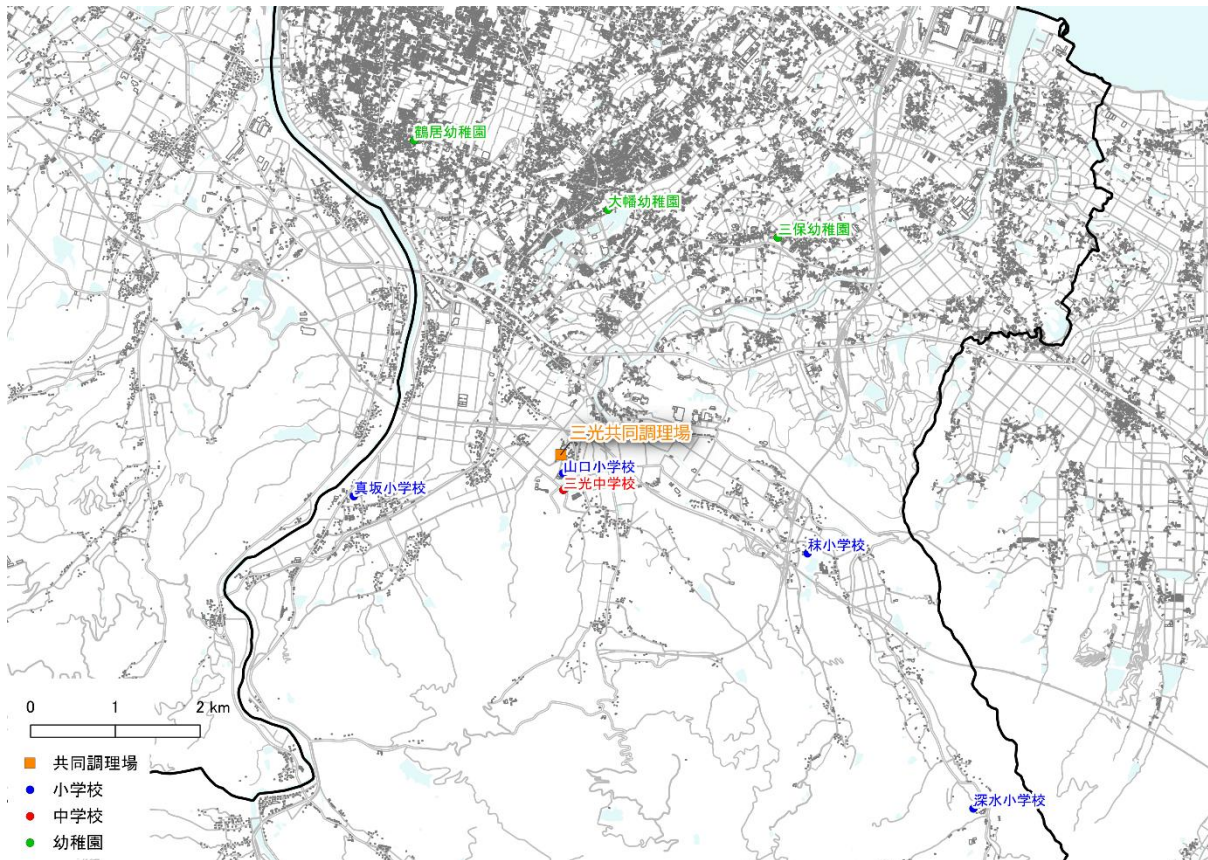 鶴居幼稚園
大幡幼稚園
三保幼稚園
三光共同調理場
山口小学校
三光中学校
真坂小学校
秣小学校
深水小学校
0 1 2 km
共同調理場
小学校
中学校
幼稚園